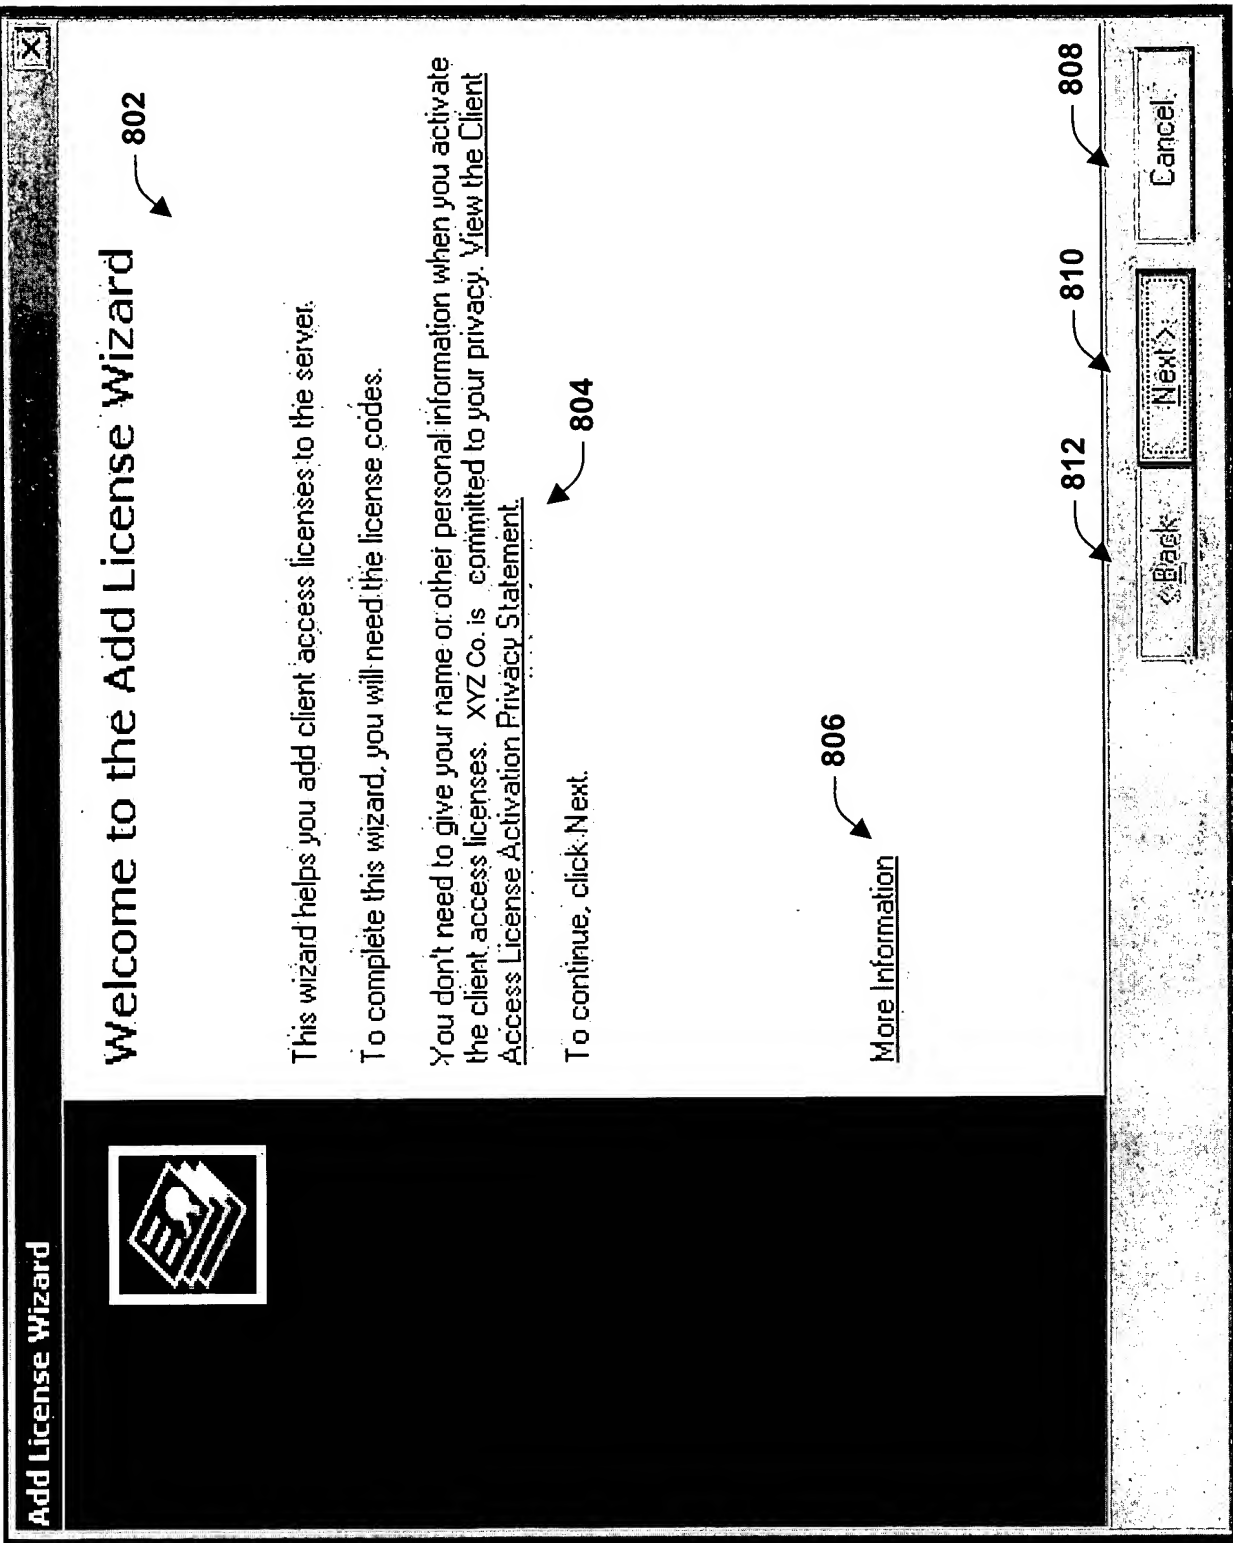 Add License Wizard
X
Welcome to the Add License Wizard
802
This wizard helps you add client access licenses to the server.
To complete this wizard, you will need the license codes.
You don't need to give your name or other personal information when you activate
the client access licenses. XYZ Co. is committed to your privacy. View the Client
Access License Activation Privacy Statement.
804
To continue, click Next.
806
More Information
812
810
808
< Back
Next >
Cancel